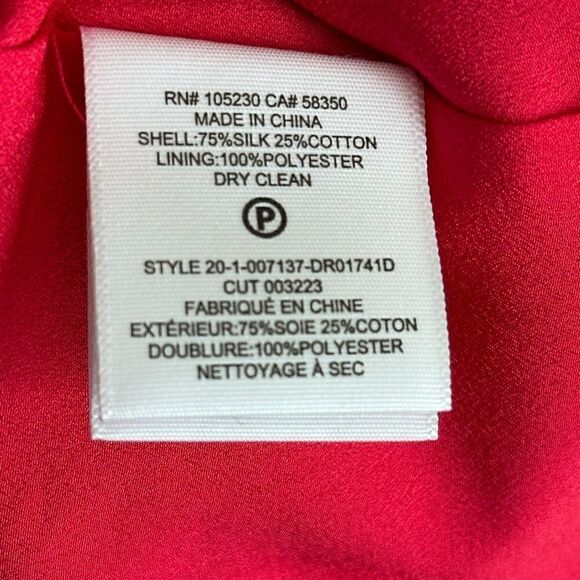 RN# 105230 CA# 58350
MADE IN CHINA
SHELL:75%SILK 25%COTTON
LINING:100%POLYESTER
DRY CLEAN
P
STYLE 20-1-007137-DR01741D
CUT 003223
FABRIQUÉ EN CHINE
EXTÉRIEUR:75%SOIE 25%COTON
DOUBLURE:100%POLYESTER
NETTOYAGE À SEC